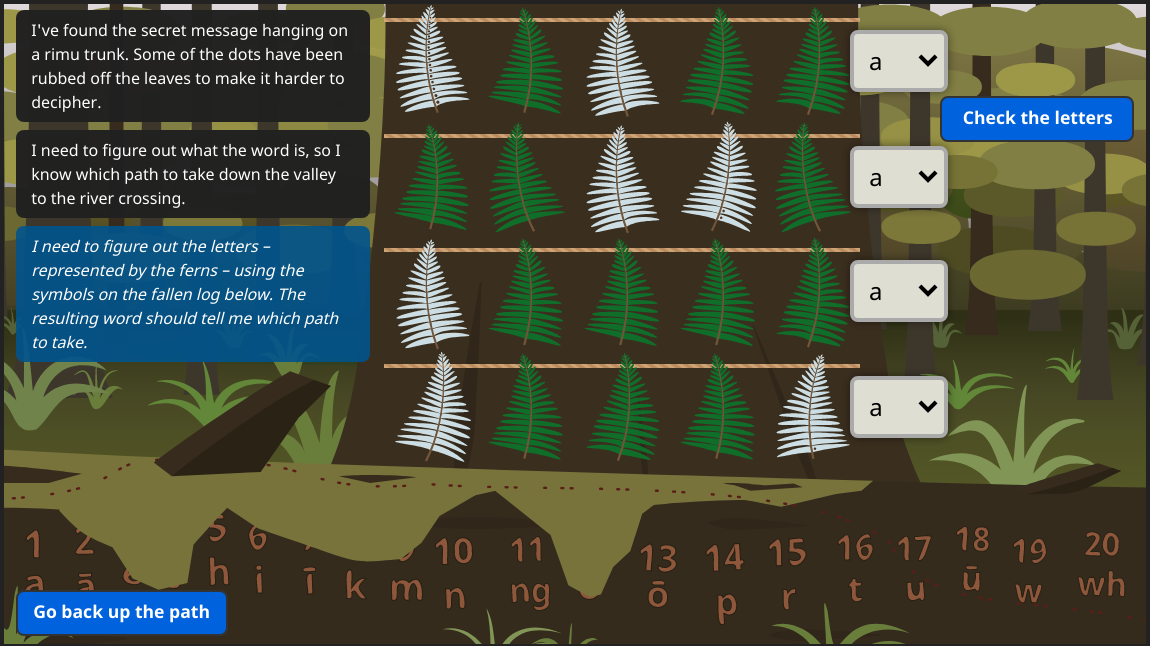 I've found the secret message hanging on
a rimu trunk. Some of the dots have been
rubbed off the leaves to make it harder to
decipher.
I need to figure out what the word is, so I
know which path to take down the valley
to the river crossing.
I need to figure out the letters –
represented by the ferns – using the
symbols on the fallen log below. The
resulting word should tell me which path
to take.
a
Check the letters
a
a
a
1 2 5 6 10 11 13 14 15 16 17 18 19 20
a ā h i ī k m n ng ō p r t u ū w wh
Go back up the path